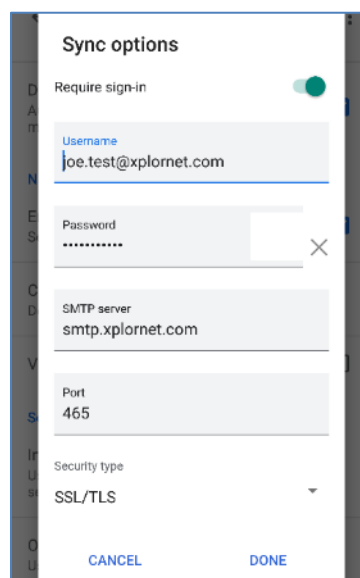 Sync options
Require sign-in
Username
joe.test@xplornet.com
Password
•••••••••••
SMTP server
smtp.xplornet.com
Port
465
Security type
SSL/TLS
CANCEL DONE